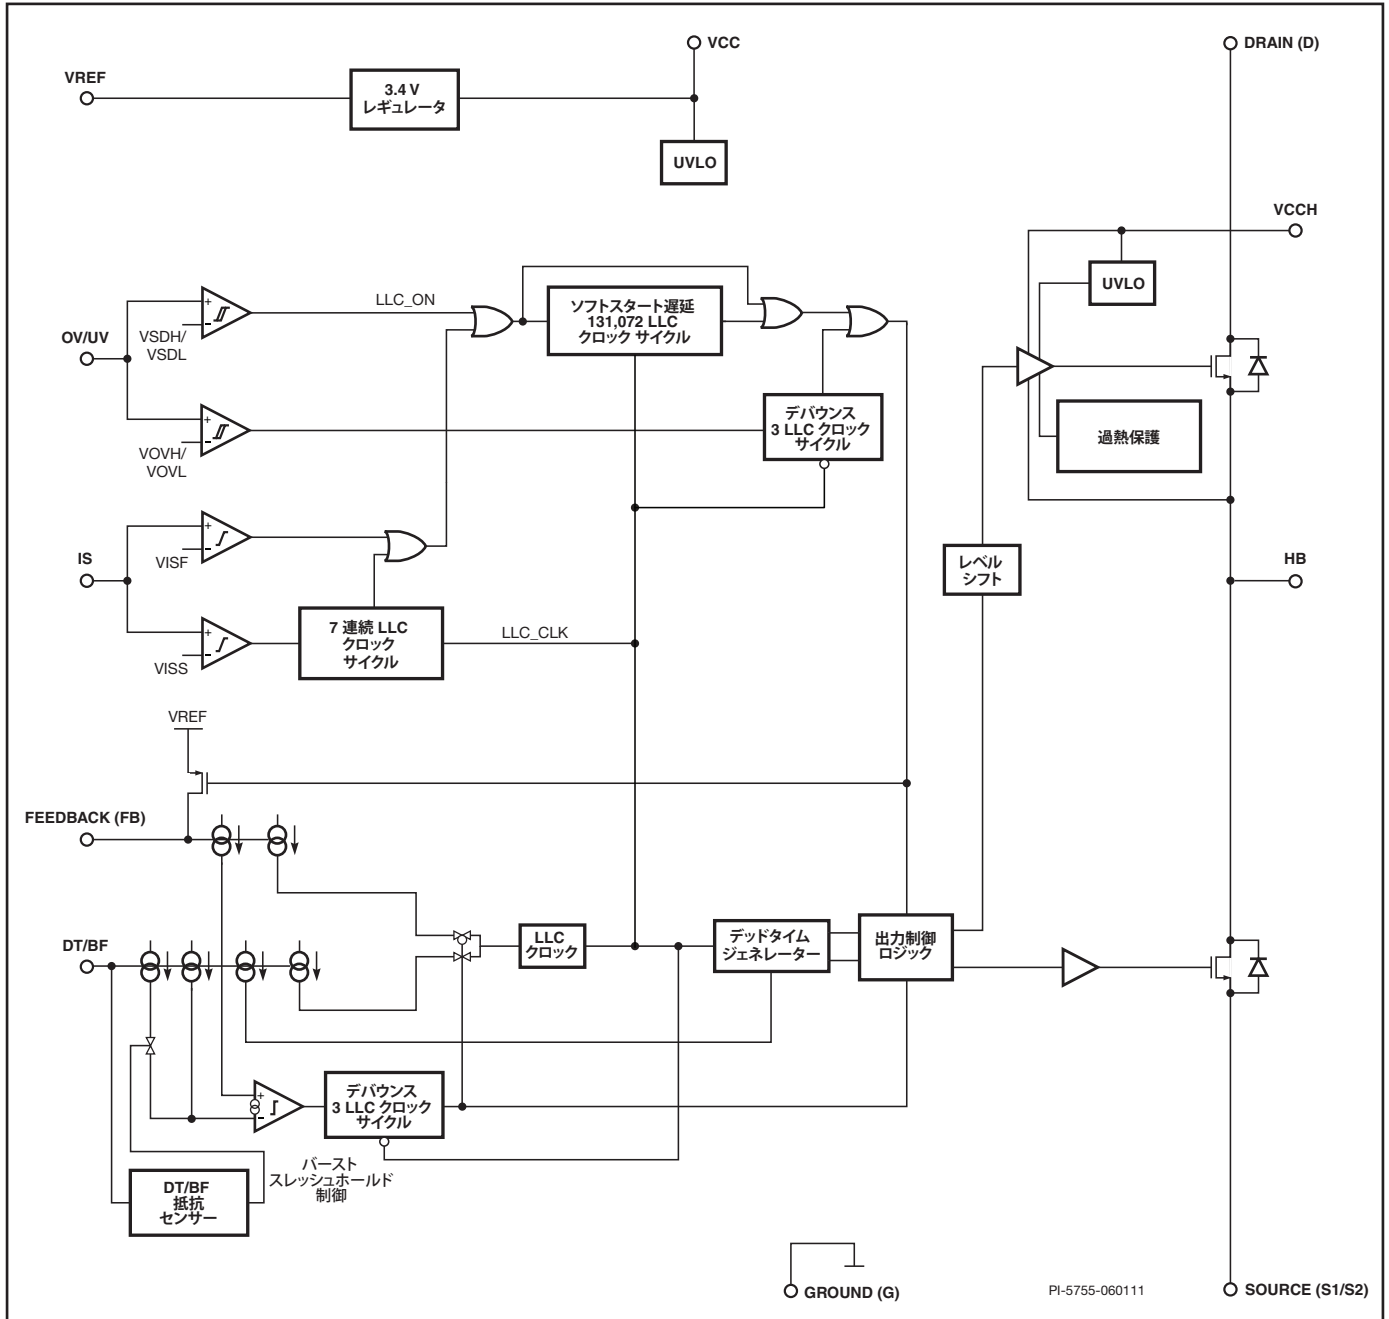 VCC
DRAIN (D)
VREF
3.4 V
レギュレータ
UVLO
VCCH
UVLO
LLC_ON
ソフトスタート遅延
131,072 LLC
クロック サイクル
+
−
VSDH/
VSDL
OV/UV
デバウンス
3 LLC クロック
サイクル
過熱保護
+
−
VOVH/
VOVL
+
−
VISF
IS
レベル
シフト
HB
7 連続 LLC
クロック
サイクル
LLC_CLK
+
−
VISS
VREF
FEEDBACK (FB)
DT/BF
LLC
クロック
デッドタイム
ジェネレーター
出力制御
ロジック
+
−
デバウンス
3 LLC クロック
サイクル
バースト
スレッシュホールド
制御
DT/BF
抵抗
センサー
GROUND (G)
PI-5755-060111
SOURCE (S1/S2)